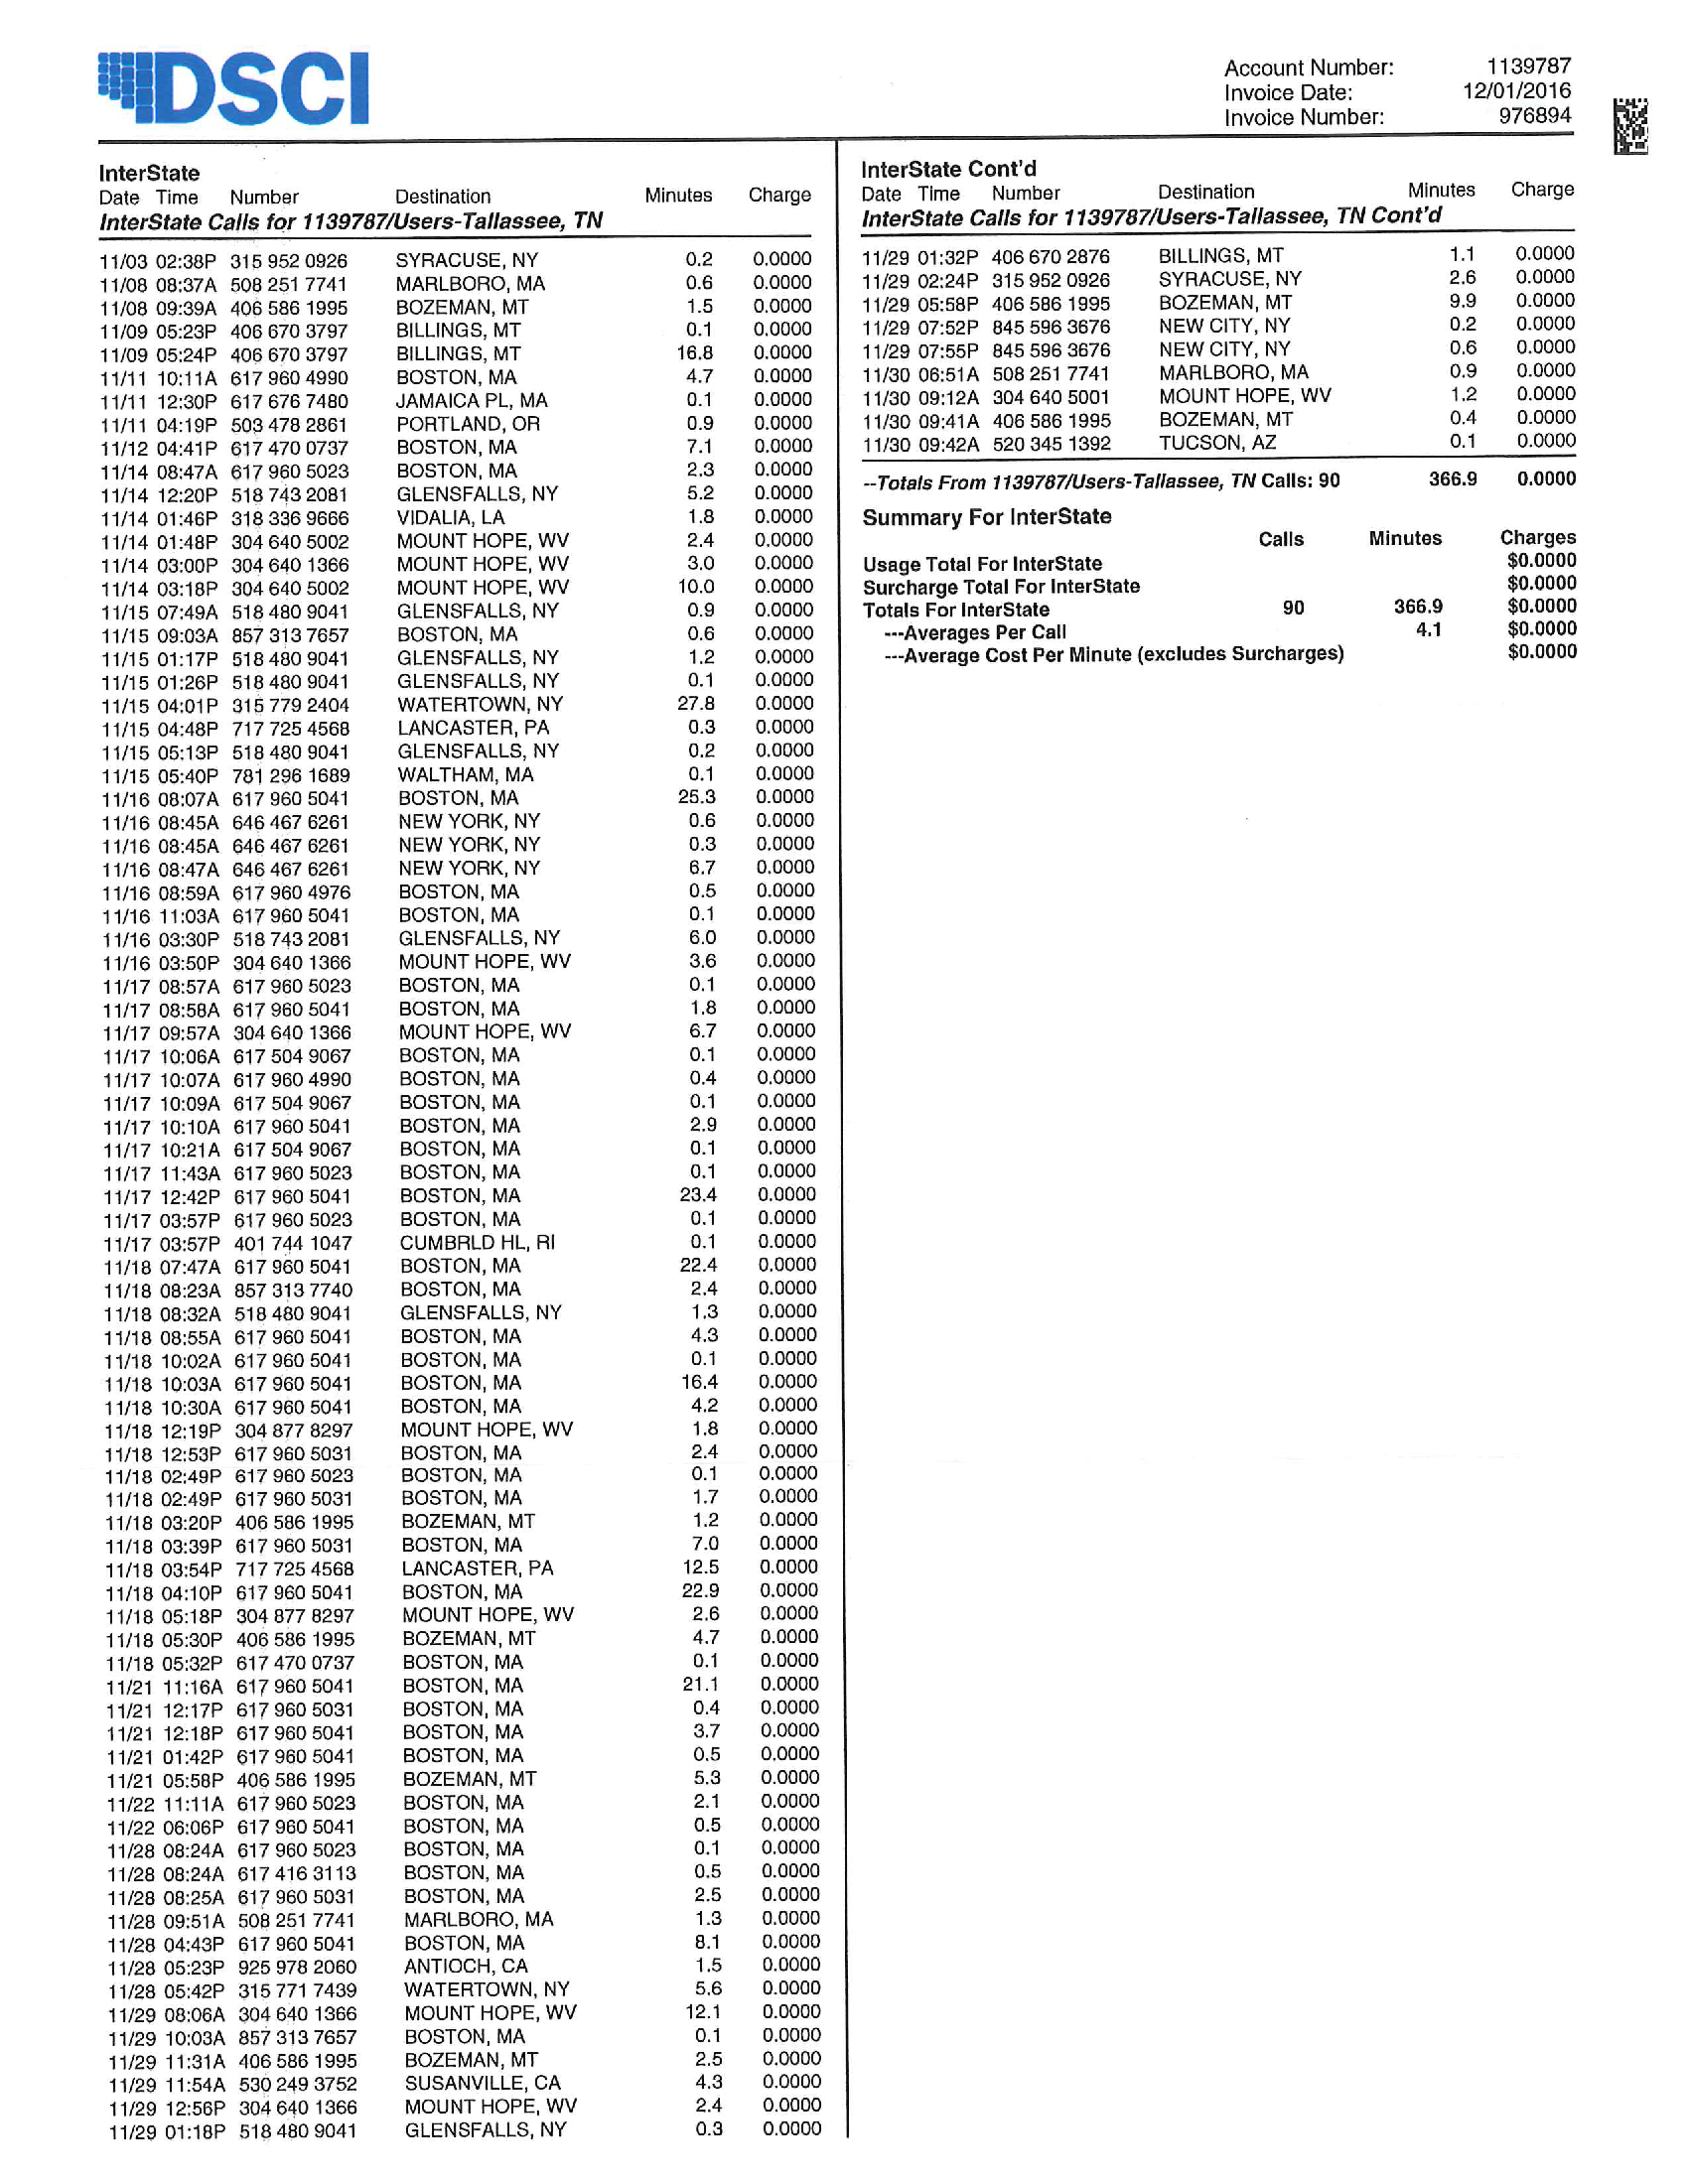 DSCI
Account Number: 1139787
Invoice Date: 12/01/2016
Invoice Number: 976894
InterState
Date Time Number Destination Minutes Charge
InterState Calls for 1139787/Users-Tallassee, TN
11/03 02:38P 315 952 0926 SYRACUSE, NY 0.2 0.0000
11/08 08:37A 508 251 7741 MARLBORO, MA 0.6 0.0000
11/08 09:39A 406 586 1995 BOZEMAN, MT 1.5 0.0000
11/09 05:23P 406 670 3797 BILLINGS, MT 0.1 0.0000
11/09 05:24P 406 670 3797 BILLINGS, MT 16.8 0.0000
11/11 10:11A 617 960 4990 BOSTON, MA 4.7 0.0000
11/11 12:30P 617 676 7480 JAMAICA PL, MA 0.1 0.0000
11/11 04:19P 503 478 2861 PORTLAND, OR 0.9 0.0000
11/12 04:41P 617 470 0737 BOSTON, MA 7.1 0.0000
11/14 08:47A 617 960 5023 BOSTON, MA 2.3 0.0000
11/14 12:20P 518 743 2081 GLENSFALLS, NY 5.2 0.0000
11/14 01:46P 318 336 9666 VIDALIA, LA 1.8 0.0000
11/14 01:48P 304 640 5002 MOUNT HOPE, WV 2.4 0.0000
11/14 03:00P 304 640 1366 MOUNT HOPE, WV 3.0 0.0000
11/14 03:18P 304 640 5002 MOUNT HOPE, WV 10.0 0.0000
11/15 07:49A 518 480 9041 GLENSFALLS, NY 0.9 0.0000
11/15 09:03A 857 313 7657 BOSTON, MA 0.6 0.0000
11/15 01:17P 518 480 9041 GLENSFALLS, NY 1.2 0.0000
11/15 01:26P 518 480 9041 GLENSFALLS, NY 0.1 0.0000
11/15 04:01P 315 779 2404 WATERTOWN, NY 27.8 0.0000
11/15 04:48P 717 725 4568 LANCASTER, PA 0.3 0.0000
11/15 05:13P 518 480 9041 GLENSFALLS, NY 0.2 0.0000
11/15 05:40P 781 296 1689 WALTHAM, MA 0.1 0.0000
11/16 08:07A 617 960 5041 BOSTON, MA 25.3 0.0000
11/16 08:45A 646 467 6261 NEW YORK, NY 0.6 0.0000
11/16 08:45A 646 467 6261 NEW YORK, NY 0.3 0.0000
11/16 08:47A 646 467 6261 NEW YORK, NY 6.7 0.0000
11/16 08:59A 617 960 4976 BOSTON, MA 0.5 0.0000
11/16 11:03A 617 960 5041 BOSTON, MA 0.1 0.0000
11/16 03:30P 518 743 2081 GLENSFALLS, NY 6.0 0.0000
11/16 03:50P 304 640 1366 MOUNT HOPE, WV 3.6 0.0000
11/17 08:57A 617 960 5023 BOSTON, MA 0.1 0.0000
11/17 08:58A 617 960 5041 BOSTON, MA 1.8 0.0000
11/17 09:57A 304 640 1366 MOUNT HOPE, WV 6.7 0.0000
11/17 10:06A 617 504 9067 BOSTON, MA 0.1 0.0000
11/17 10:07A 617 960 4990 BOSTON, MA 0.4 0.0000
11/17 10:09A 617 504 9067 BOSTON, MA 0.1 0.0000
11/17 10:10A 617 960 5041 BOSTON, MA 2.9 0.0000
11/17 10:21A 617 504 9067 BOSTON, MA 0.1 0.0000
11/17 11:43A 617 960 5023 BOSTON, MA 0.1 0.0000
11/17 12:42P 617 960 5041 BOSTON, MA 23.4 0.0000
11/17 03:57P 617 960 5023 BOSTON, MA 0.1 0.0000
11/17 03:57P 401 744 1047 CUMBRLD HL, RI 0.1 0.0000
11/18 07:47A 617 960 5041 BOSTON, MA 22.4 0.0000
11/18 08:23A 857 313 7740 BOSTON, MA 2.4 0.0000
11/18 08:32A 518 480 9041 GLENSFALLS, NY 1.3 0.0000
11/18 08:55A 617 960 5041 BOSTON, MA 4.3 0.0000
11/18 10:02A 617 960 5041 BOSTON, MA 0.1 0.0000
11/18 10:03A 617 960 5041 BOSTON, MA 16.4 0.0000
11/18 10:30A 617 960 5041 BOSTON, MA 4.2 0.0000
11/18 12:19P 304 877 8297 MOUNT HOPE, WV 1.8 0.0000
11/18 12:53P 617 960 5031 BOSTON, MA 2.4 0.0000
11/18 02:49P 617 960 5023 BOSTON, MA 0.1 0.0000
11/18 02:49P 617 960 5031 BOSTON, MA 1.7 0.0000
11/18 03:20P 406 586 1995 BOZEMAN, MT 1.2 0.0000
11/18 03:39P 617 960 5031 BOSTON, MA 7.0 0.0000
11/18 03:54P 717 725 4568 LANCASTER, PA 12.5 0.0000
11/18 04:10P 617 960 5041 BOSTON, MA 22.9 0.0000
11/18 05:18P 304 877 8297 MOUNT HOPE, WV 2.6 0.0000
11/18 05:30P 406 586 1995 BOZEMAN, MT 4.7 0.0000
11/18 05:32P 617 470 0737 BOSTON, MA 0.1 0.0000
11/21 11:16A 617 960 5041 BOSTON, MA 21.1 0.0000
11/21 12:17P 617 960 5031 BOSTON, MA 0.4 0.0000
11/21 12:18P 617 960 5041 BOSTON, MA 3.7 0.0000
11/21 01:42P 617 960 5041 BOSTON, MA 0.5 0.0000
11/21 05:58P 406 586 1995 BOZEMAN, MT 5.3 0.0000
11/22 11:11A 617 960 5023 BOSTON, MA 2.1 0.0000
11/22 06:06P 617 960 5041 BOSTON, MA 0.5 0.0000
11/28 08:24A 617 960 5023 BOSTON, MA 0.1 0.0000
11/28 08:24A 617 416 3113 BOSTON, MA 0.5 0.0000
11/28 08:25A 617 960 5031 BOSTON, MA 2.5 0.0000
11/28 09:51A 508 251 7741 MARLBORO, MA 1.3 0.0000
11/28 04:43P 617 960 5041 BOSTON, MA 8.1 0.0000
11/28 05:23P 925 978 2060 ANTIOCH, CA 1.5 0.0000
11/28 05:42P 315 771 7439 WATERTOWN, NY 5.6 0.0000
11/29 08:06A 304 640 1366 MOUNT HOPE, WV 12.1 0.0000
11/29 10:03A 857 313 7657 BOSTON, MA 0.1 0.0000
11/29 11:31A 406 586 1995 BOZEMAN, MT 2.5 0.0000
11/29 11:54A 530 249 3752 SUSANVILLE, CA 4.3 0.0000
11/29 12:56P 304 640 1366 MOUNT HOPE, WV 2.4 0.0000
11/29 01:18P 518 480 9041 GLENSFALLS, NY 0.3 0.0000
InterState Cont'd
Date Time Number Destination Minutes Charge
InterState Calls for 1139787/Users-Tallassee, TN Cont'd
11/29 01:32P 406 670 2876 BILLINGS, MT 1.1 0.0000
11/29 02:24P 315 952 0926 SYRACUSE, NY 2.6 0.0000
11/29 05:58P 406 586 1995 BOZEMAN, MT 9.9 0.0000
11/29 07:52P 845 596 3676 NEW CITY, NY 0.2 0.0000
11/29 07:55P 845 596 3676 NEW CITY, NY 0.6 0.0000
11/30 06:51A 508 251 7741 MARLBORO, MA 0.9 0.0000
11/30 09:12A 304 640 5001 MOUNT HOPE, WV 1.2 0.0000
11/30 09:41A 406 586 1995 BOZEMAN, MT 0.4 0.0000
11/30 09:42A 520 345 1392 TUCSON, AZ 0.1 0.0000
--Totals From 1139787/Users-Tallassee, TN Calls: 90 366.9 0.0000
Summary For InterState
Calls Minutes Charges
Usage Total For InterState $0.0000
Surcharge Total For InterState $0.0000
Totals For InterState 90 366.9 $0.0000
---Averages Per Call 4.1 $0.0000
---Average Cost Per Minute (excludes Surcharges) $0.0000